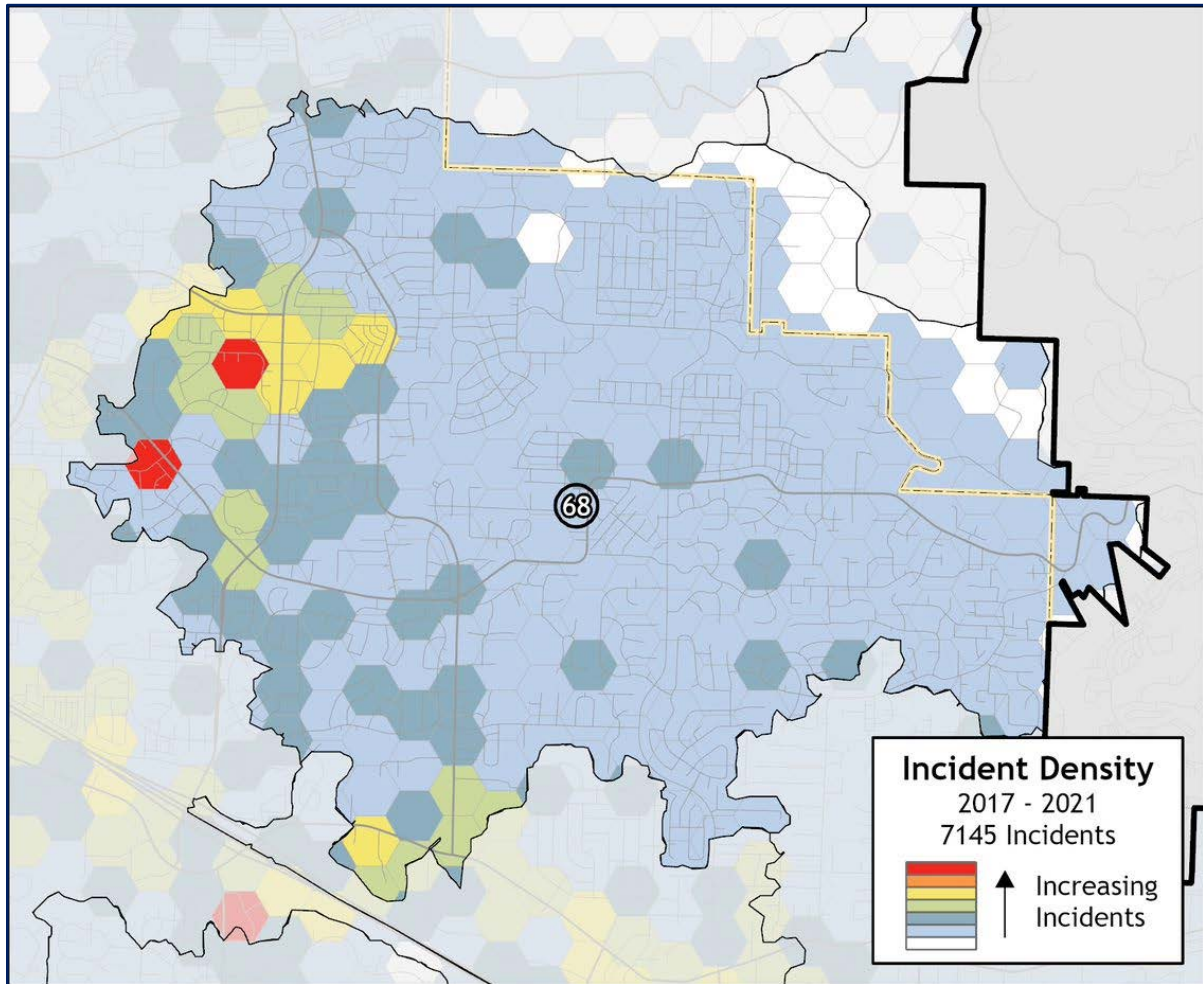 68
Incident Density
2017 - 2021
7145 Incidents
Increasing
Incidents